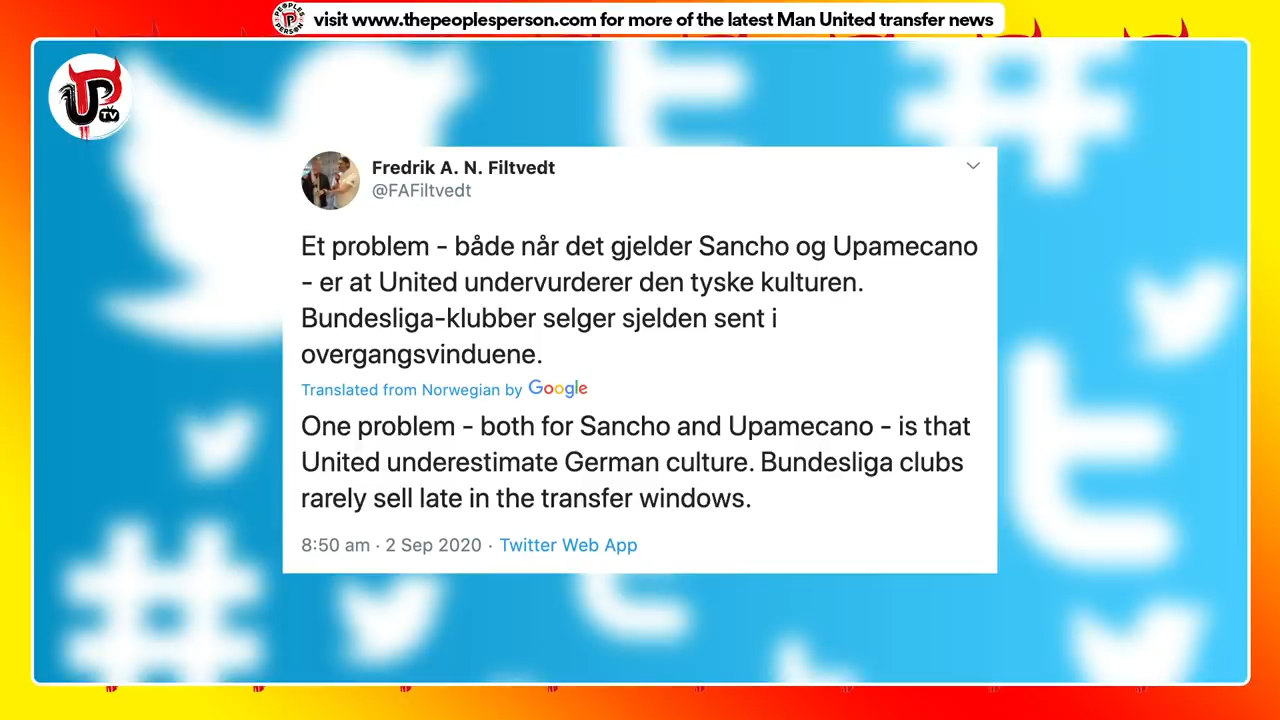 PEOPLES PERSON
visit www.thepeoplesperson.com for more of the latest Man United transfer news
UP TV
Fredrik A. N. Filtvedt
@FAFiltvedt
Et problem - både når det gjelder Sancho og Upamecano
- er at United undervurderer den tyske kulturen.
Bundesliga-klubber selger sjelden sent i
overgangsvinduene.
Translated from Norwegian by Google
One problem - both for Sancho and Upamecano - is that
United underestimate German culture. Bundesliga clubs
rarely sell late in the transfer windows.
8:50 am · 2 Sep 2020 · Twitter Web App